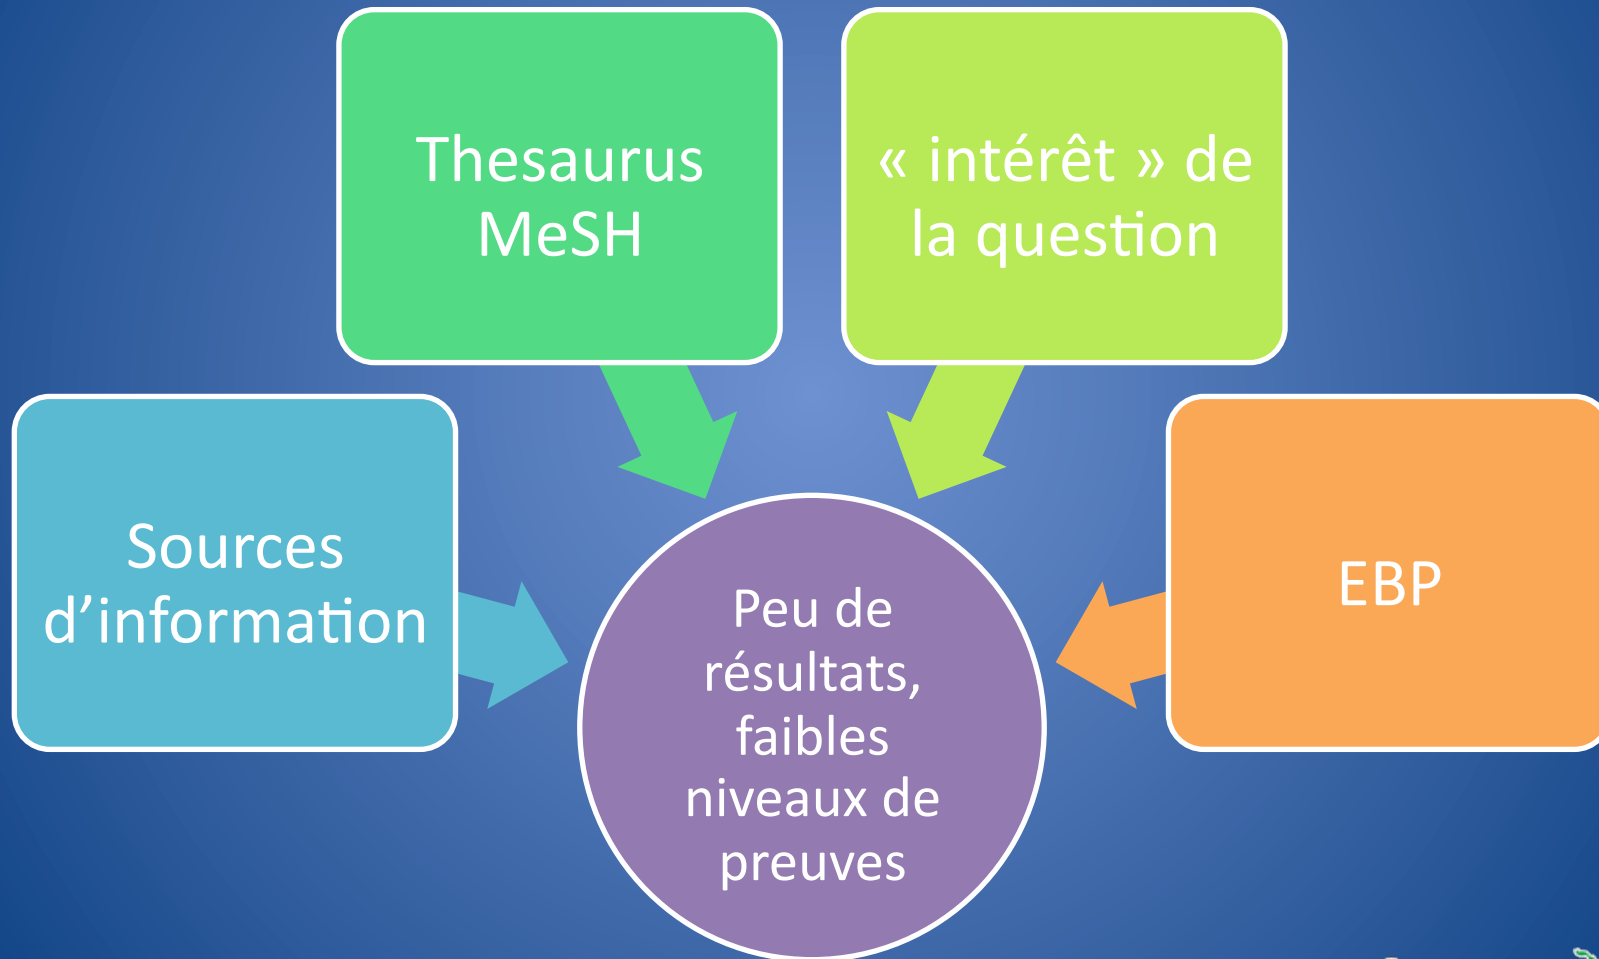 Thesaurus
MeSH
« intérêt » de
la question
Sources
d’information
EBP
Peu de
résultats,
faibles
niveaux de
preuves